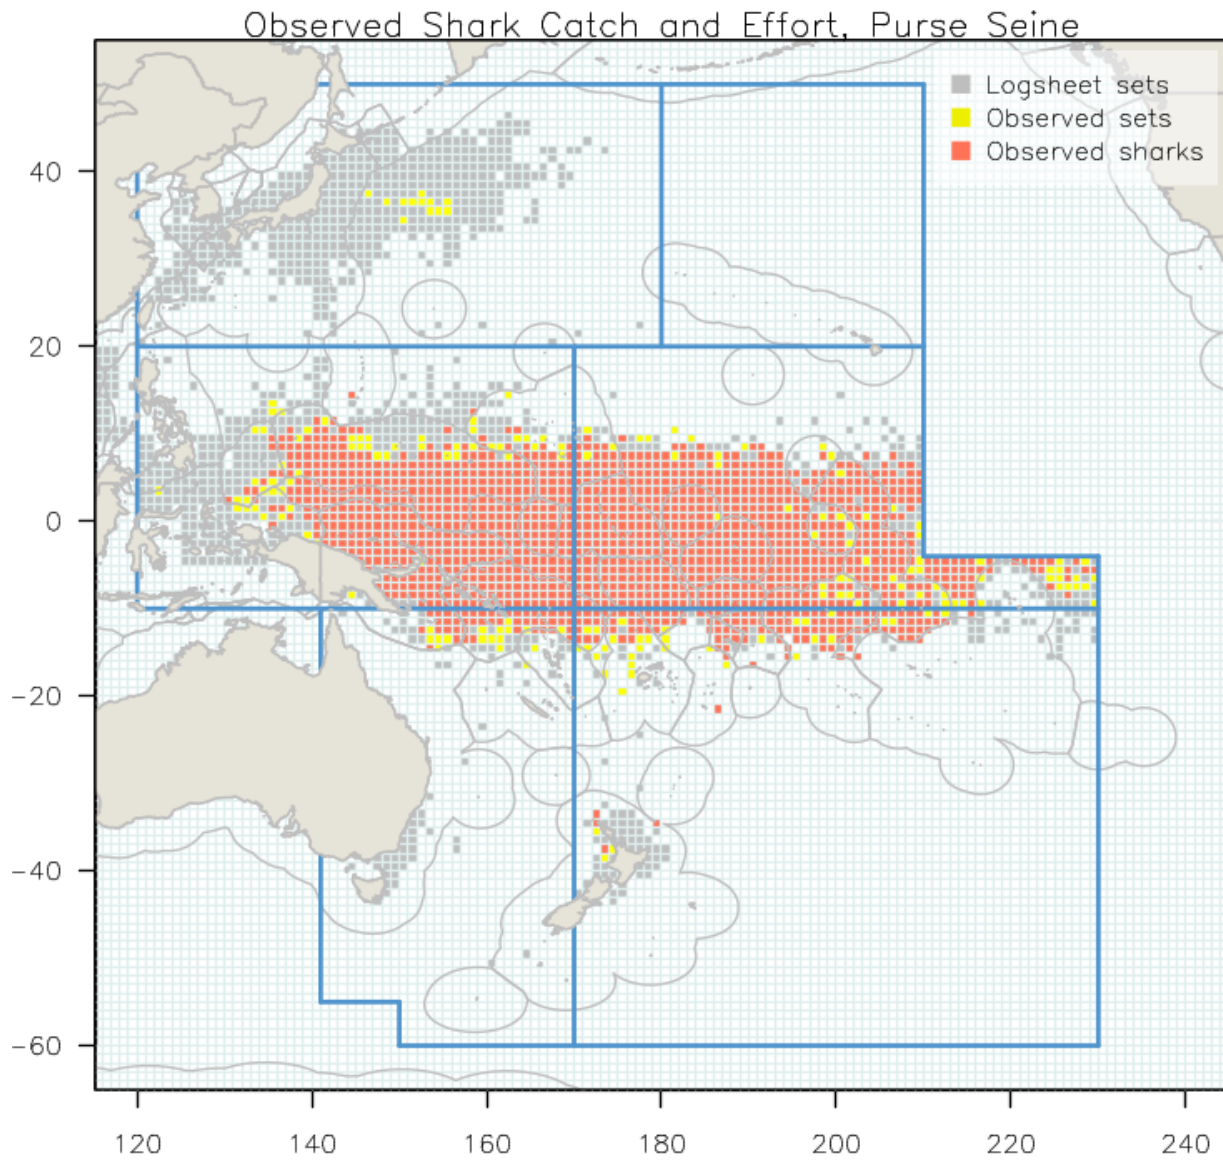 Observed Shark Catch and Effort, Purse Seine
Logsheet sets
Observed sets
Observed sharks
40
20
0
−20
−40
−60
120 140 160 180 200 220 240